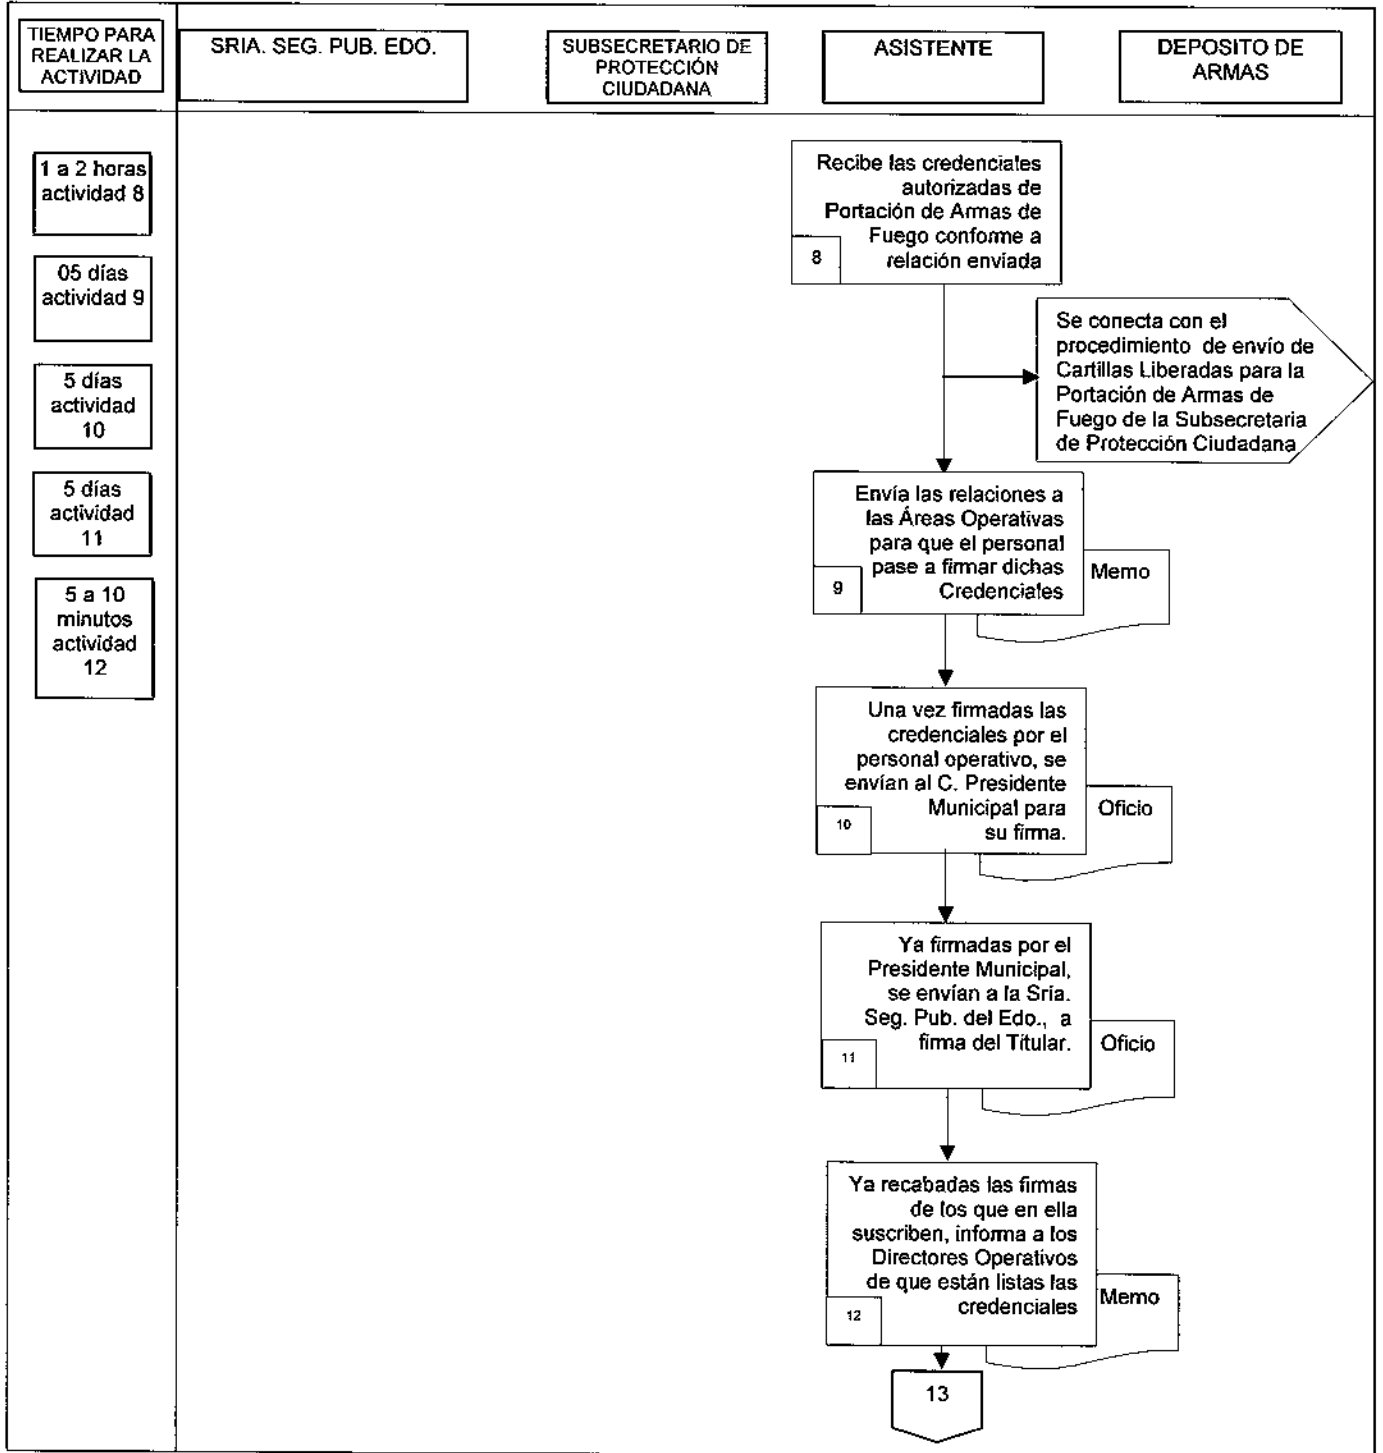 TIEMPO PARA
REALIZAR LA
ACTIVIDAD
SRIA. SEG. PUB. EDO.
SUBSECRETARIO DE
PROTECCIÓN
CIUDADANA
ASISTENTE
DEPOSITO DE
ARMAS
1 a 2 horas
actividad 8
05 días
actividad 9
5 días
actividad
10
5 días
actividad
11
5 a 10
minutos
actividad
12
Recibe las credenciales
autorizadas de
Portación de Armas de
Fuego conforme a
relación enviada
8
Se conecta con el
procedimiento de envío de
Cartillas Liberadas para la
Portación de Armas de
Fuego de la Subsecretaria
de Protección Ciudadana
Envía las relaciones a
las Áreas Operativas
para que el personal
pase a firmar dichas
Credenciales
9
Memo
Una vez firmadas las
credenciales por el
personal operativo, se
envían al C. Presidente
Municipal para
su firma.
10
Oficio
Ya firmadas por el
Presidente Municipal,
se envían a la Sria.
Seg. Pub. del Edo., a
firma del Títular.
11
Oficio
Ya recabadas las firmas
de los que en ella
suscriben, informa a los
Directores Operativos
de que están listas las
credenciales
12
Memo
13